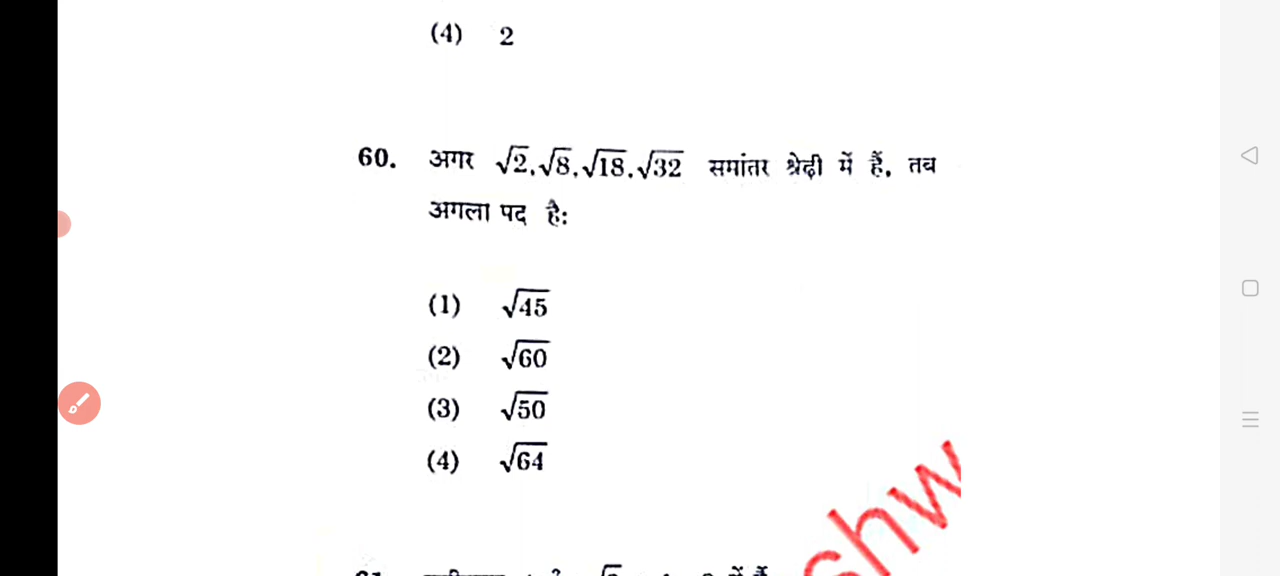 (4) 2
60. अगर √2, √8, √18, √32 समांतर श्रेढ़ी में हैं, तब
अगला पद है:
(1) √45
(2) √60
(3) √50
(4) √64
shw